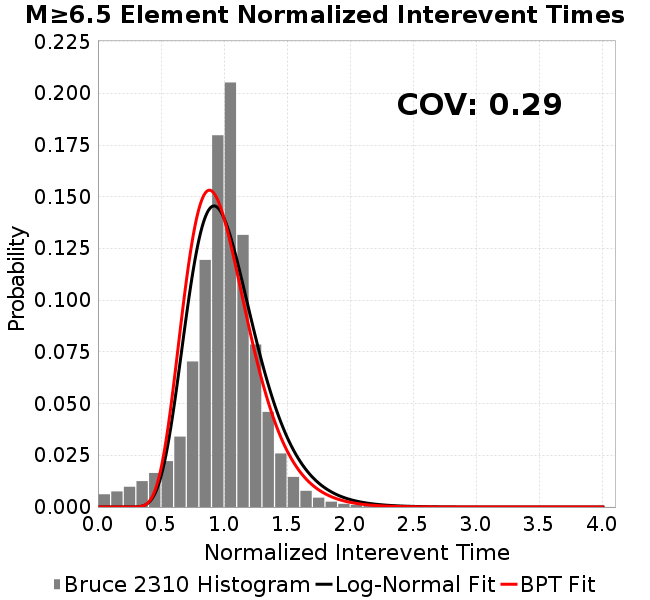 M≥6.5 Element Normalized Interevent Times
COV: 0.29
Probability
0.225
0.200
0.175
0.150
0.125
0.100
0.075
0.050
0.025
0.000
0.0 0.5 1.0 1.5 2.0 2.5 3.0 3.5 4.0
Normalized Interevent Time
Bruce 2310 Histogram Log-Normal Fit BPT Fit